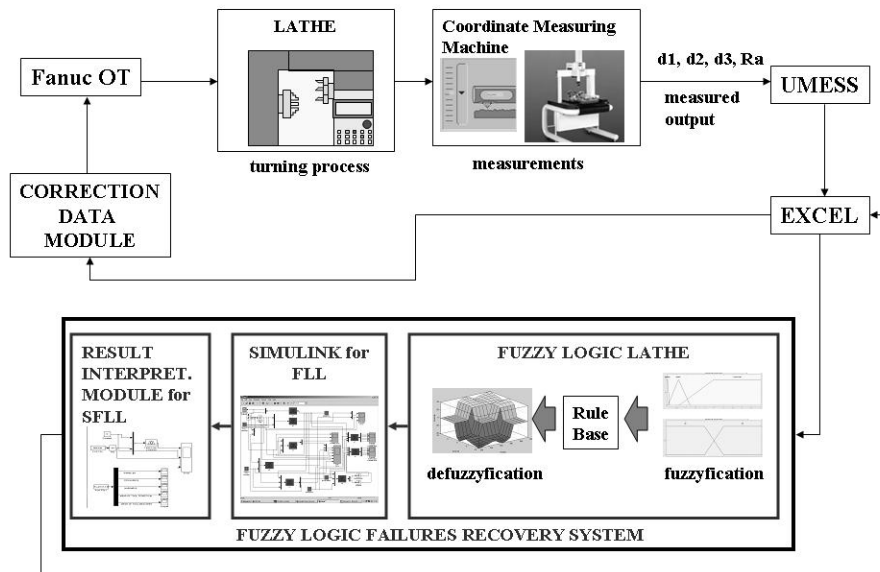 LATHE
Coordinate Measuring
Machine
Fanuc OT
d1, d2, d3, Ra
measured
output
UMESS
turning process
measurements
CORRECTION
DATA
MODULE
EXCEL
RESULT
INTERPRET.
MODULE for
SFLL
SIMULINK for
FLL
FUZZY LOGIC LATHE
Rule
Base
defuzzyfication
fuzzyfication
FUZZY LOGIC FAILURES RECOVERY SYSTEM